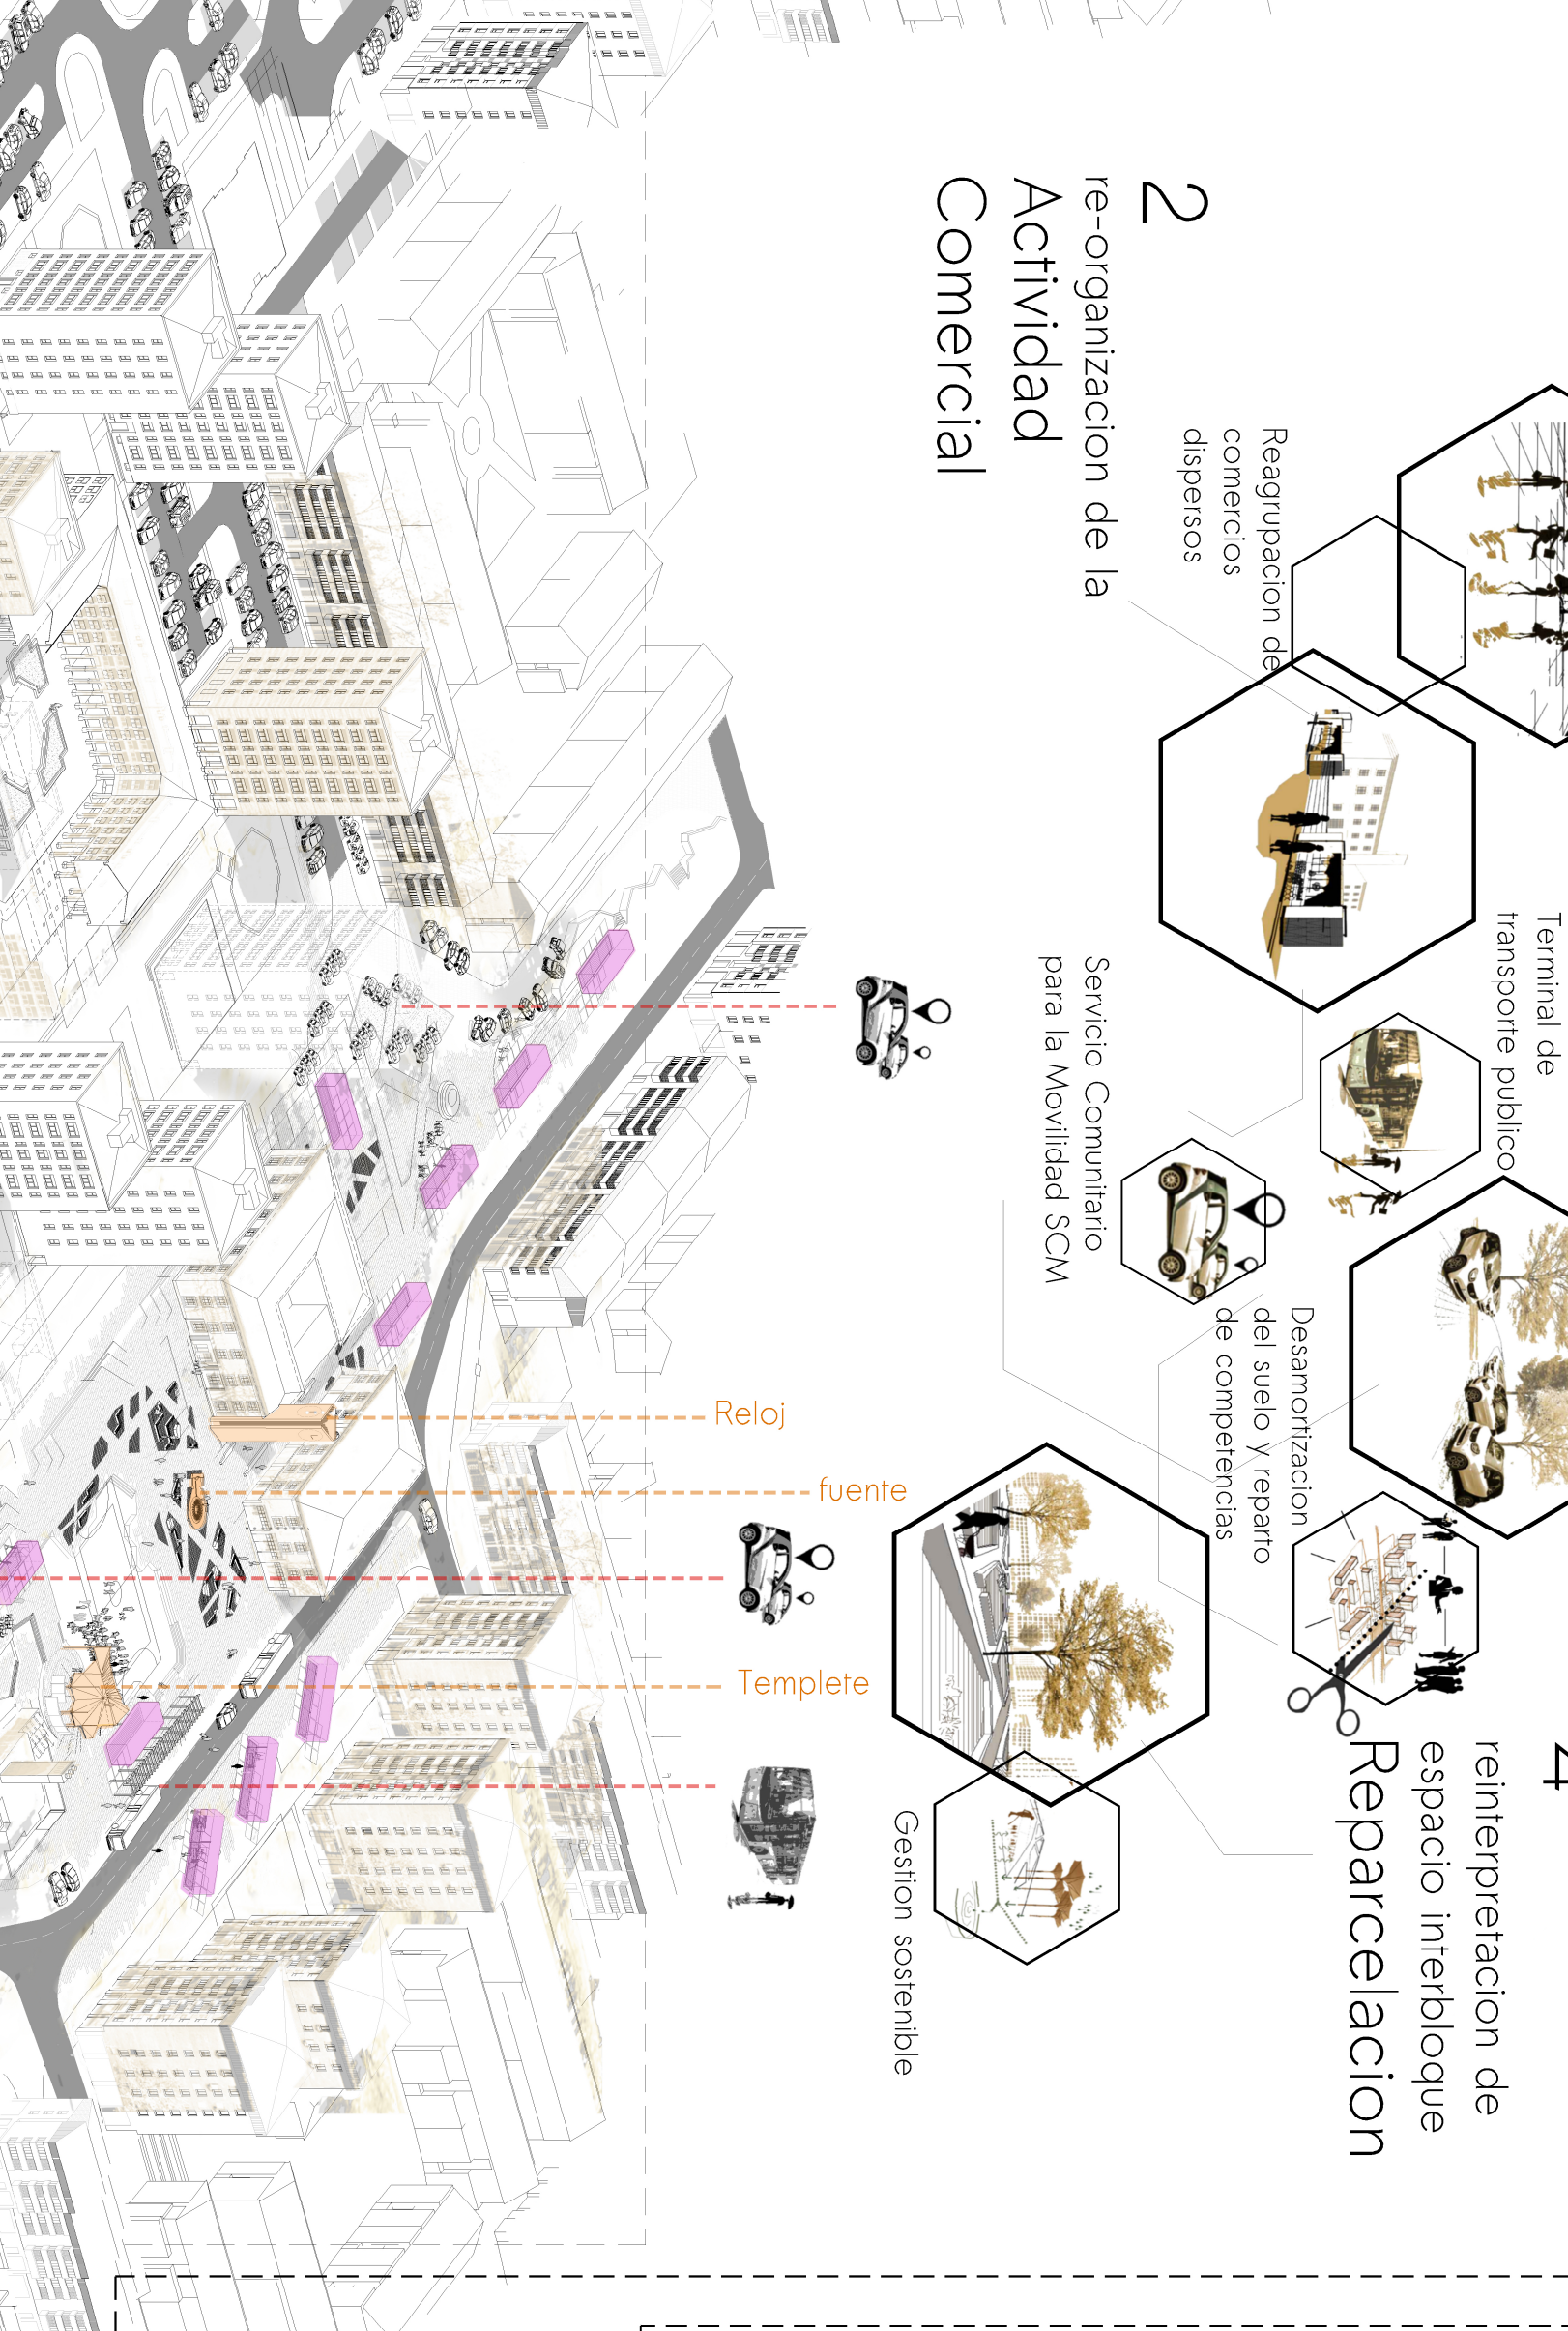 2
re-organizacion de la
Actividad
Comercial
Reagrupacion de
comercios
dispersos
Terminal de
transporte publico
Servicic Comunitario
para la Movilidad SCM
Desamortizacion
del suelo y reparto
de competencias
4
reinterpretacion de
espacio interbloque
Reparcelacion
Gestion sostenible
Reloj
fuente
Templete